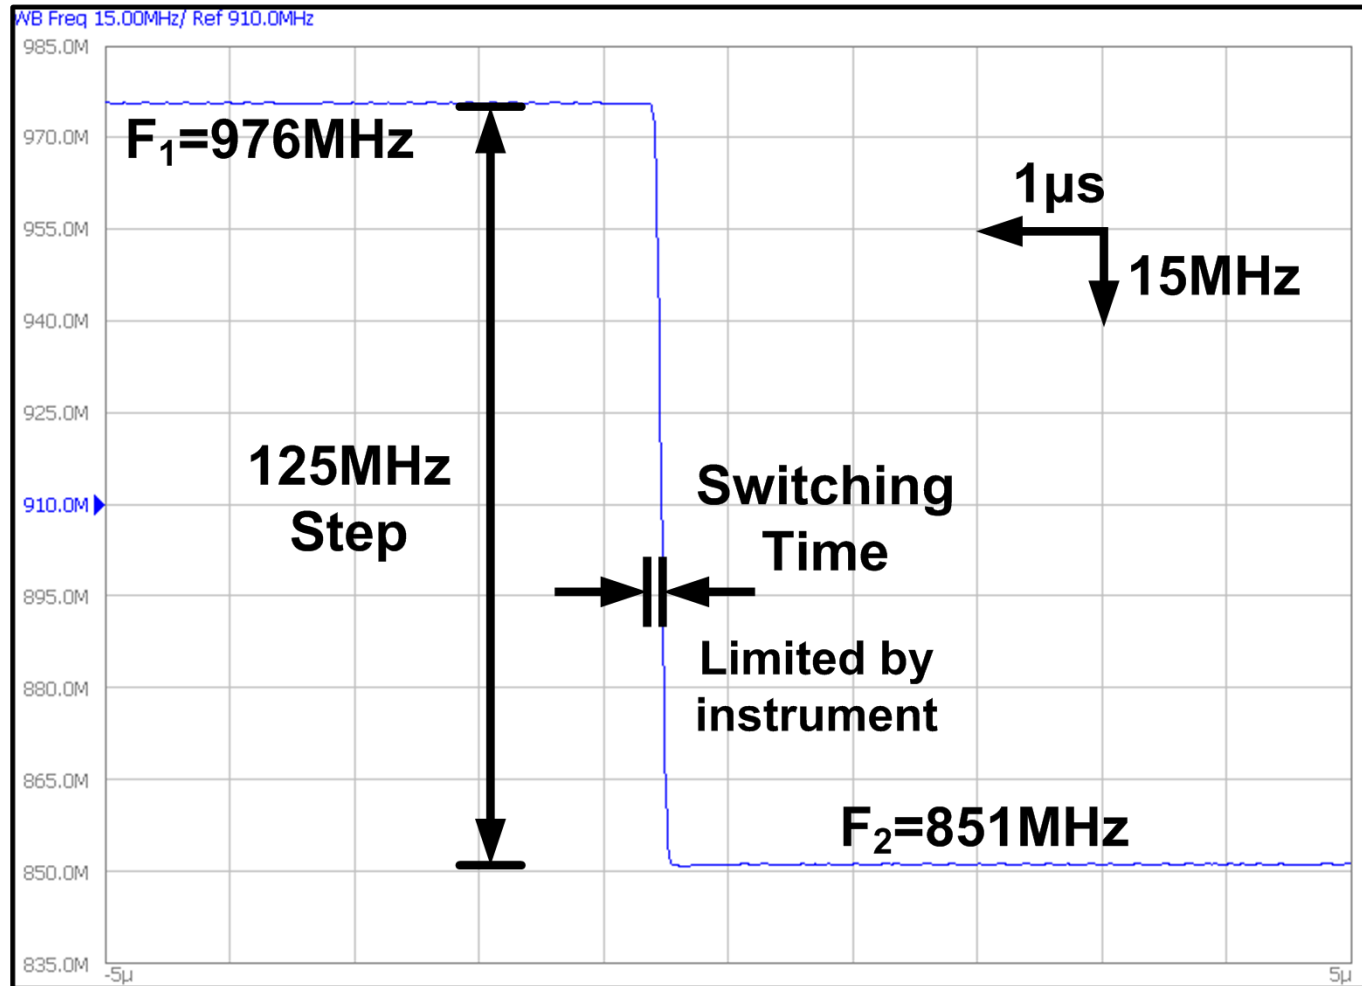 WB Freq 15.00MHz/ Ref 910.0MHz
985.0M
970.0M
F₁=976MHz
1µs
955.0M
15MHz
940.0M
925.0M
125MHz
Step
Switching
Time
910.0M
895.0M
Limited by
instrument
880.0M
865.0M
F₂=851MHz
850.0M
835.0M
-5µ
5µ